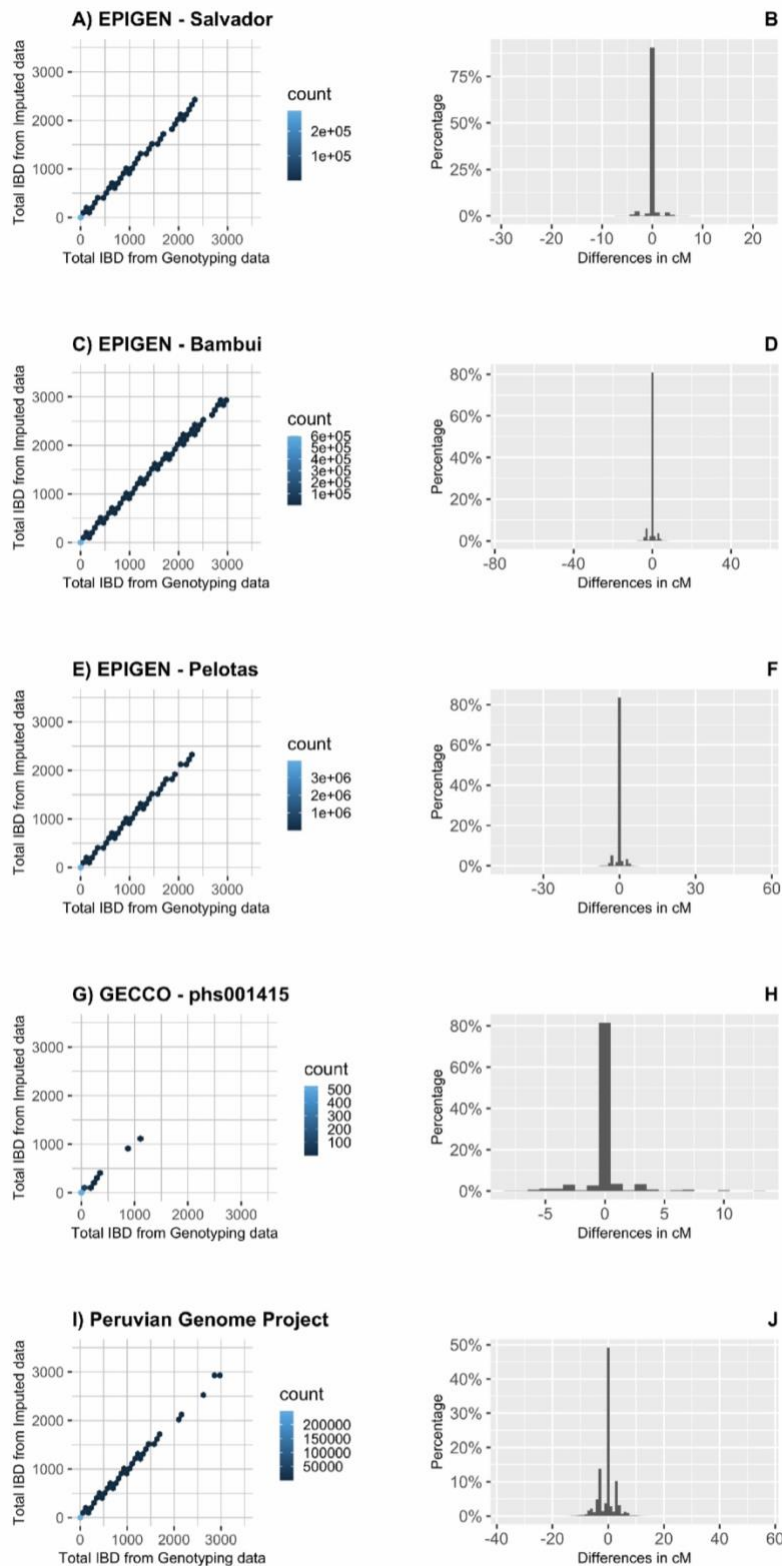 A) EPIGEN - Salvador
Total IBD from Imputed data
3000
2000
1000
0
0 1000 2000 3000
Total IBD from Genotyping data
count
2e+05
1e+05
B
Percentage
75%
50%
25%
0%
-30 -20 -10 0 10 20
Differences in cM
C) EPIGEN - Bambui
Total IBD from Imputed data
3000
2000
1000
0
0 1000 2000 3000
Total IBD from Genotyping data
count
6e+05
5e+05
4e+05
3e+05
2e+05
1e+05
D
Percentage
80%
60%
40%
20%
0%
-80 -40 0 40
Differences in cM
E) EPIGEN - Pelotas
Total IBD from Imputed data
3000
2000
1000
0
0 1000 2000 3000
Total IBD from Genotyping data
count
3e+06
2e+06
1e+06
F
Percentage
80%
60%
40%
20%
0%
-30 0 30 60
Differences in cM
G) GECCO - phs001415
Total IBD from Imputed data
3000
2000
1000
0
0 1000 2000 3000
Total IBD from Genotyping data
count
500
400
300
200
100
H
Percentage
80%
60%
40%
20%
0%
-5 0 5 10
Differences in cM
I) Peruvian Genome Project
Total IBD from Imputed data
3000
2000
1000
0
0 1000 2000 3000
Total IBD from Genotyping data
count
200000
150000
100000
50000
J
Percentage
50%
40%
30%
20%
10%
0%
-40 -20 0 20 40 60
Differences in cM